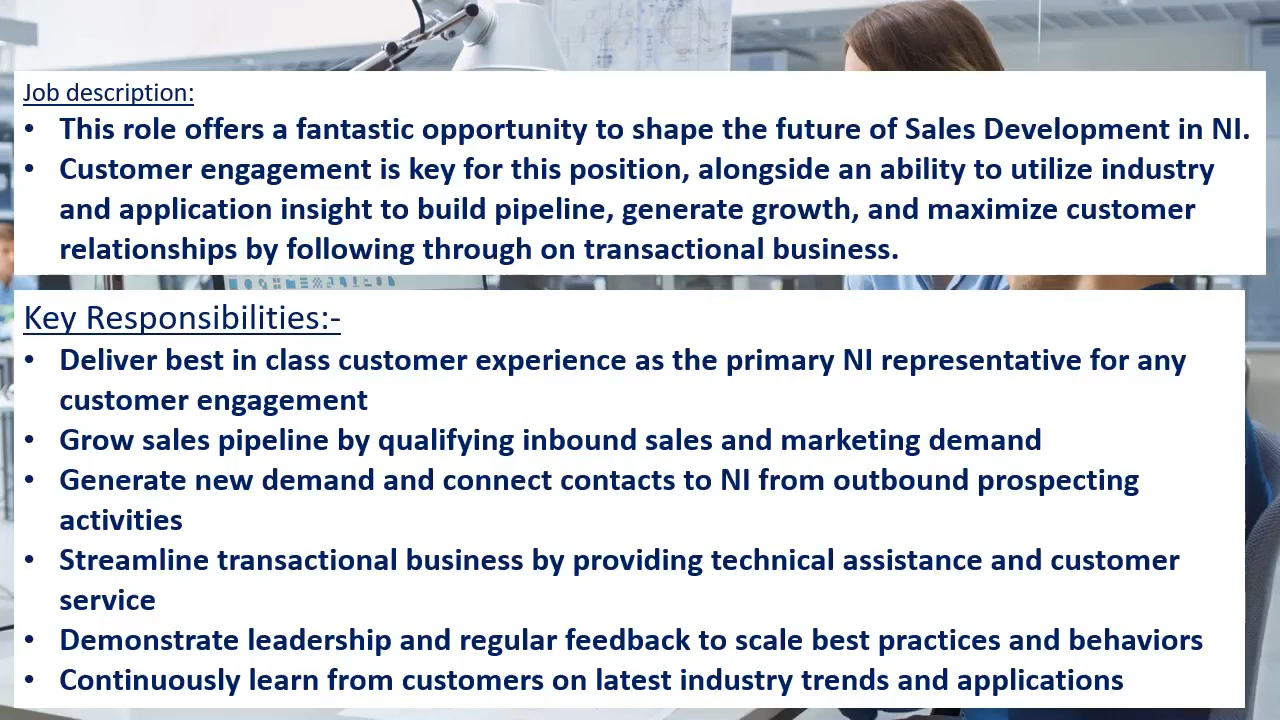 Job description:
• This role offers a fantastic opportunity to shape the future of Sales Development in NI.
• Customer engagement is key for this position, alongside an ability to utilize industry
and application insight to build pipeline, generate growth, and maximize customer
relationships by following through on transactional business.
Key Responsibilities:-
• Deliver best in class customer experience as the primary NI representative for any
customer engagement
• Grow sales pipeline by qualifying inbound sales and marketing demand
• Generate new demand and connect contacts to NI from outbound prospecting
activities
• Streamline transactional business by providing technical assistance and customer
service
• Demonstrate leadership and regular feedback to scale best practices and behaviors
• Continuously learn from customers on latest industry trends and applications